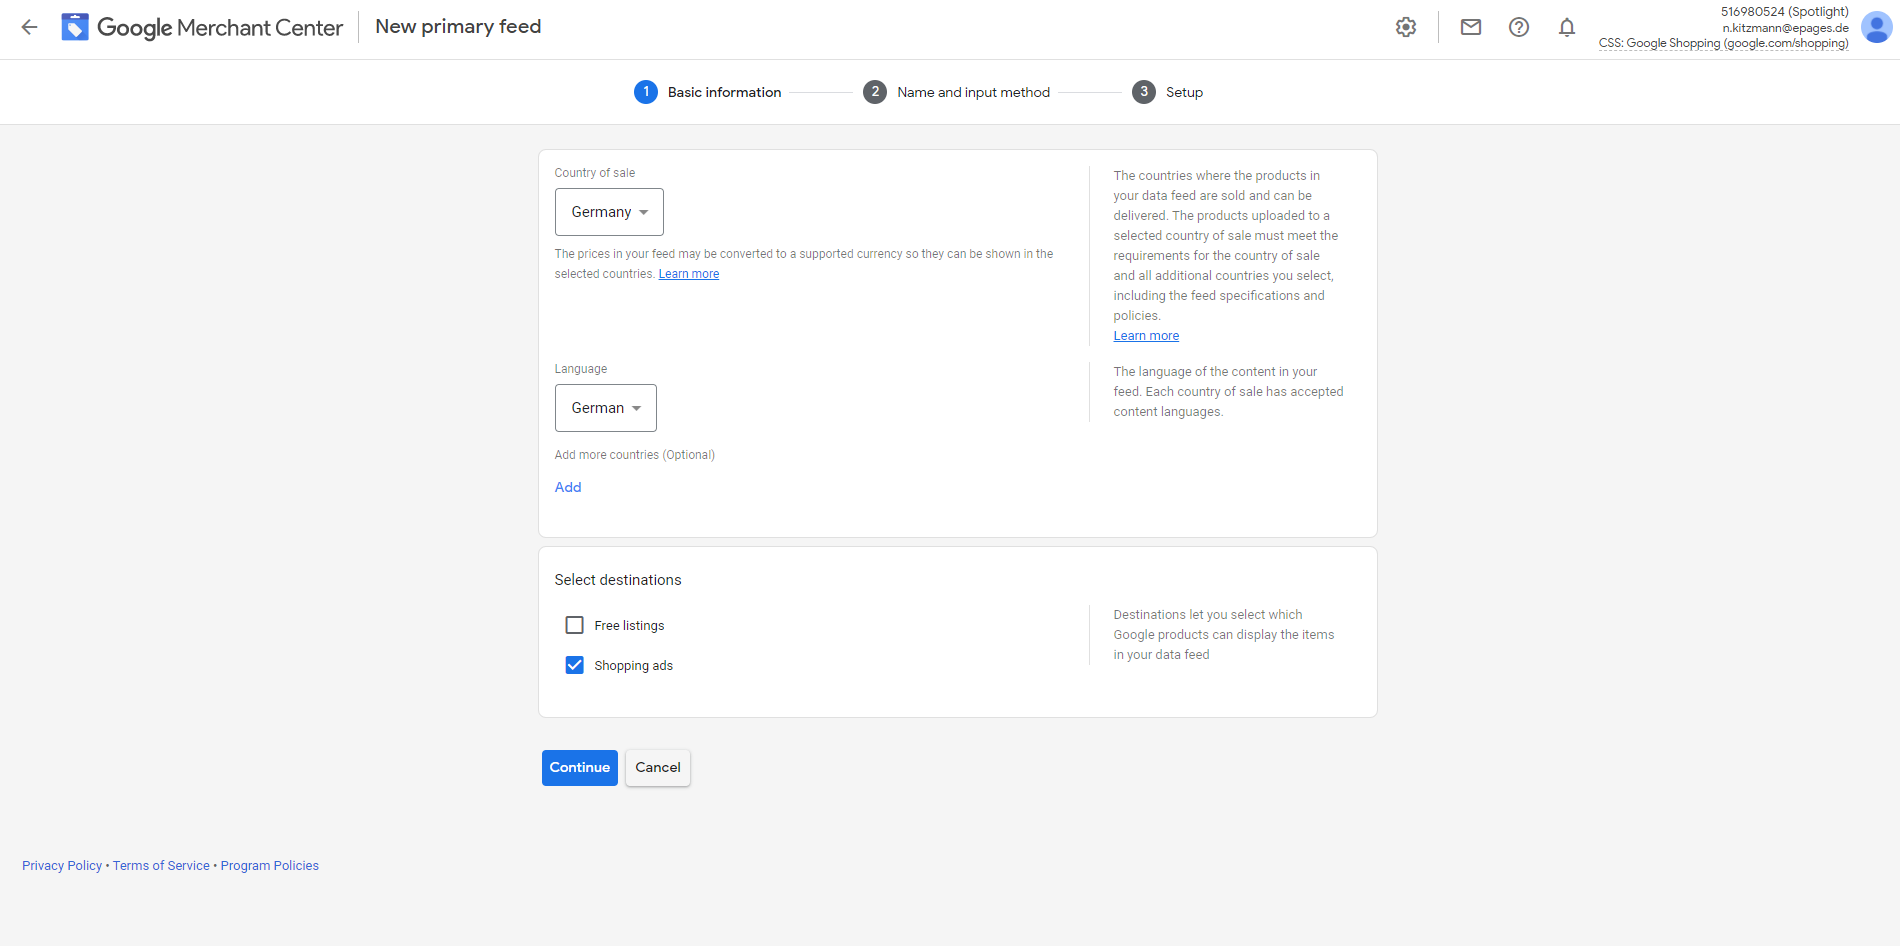 Google Merchant Center
New primary feed
516980524 (Spotlight)
n.kitzmann@epages.de
CSS: Google Shopping (google.com/shopping)
1 Basic information
2 Name and input method
3 Setup
Country of sale
Germany
The prices in your feed may be converted to a supported currency so they can be shown in the
selected countries. Learn more
The countries where the products in
your data feed are sold and can be
delivered. The products uploaded to a
selected country of sale must meet the
requirements for the country of sale
and all additional countries you select,
including the feed specifications and
policies.
Learn more
Language
German
The language of the content in your
feed. Each country of sale has accepted
content languages.
Add more countries (Optional)
Add
Select destinations
Free listings
Shopping ads
Destinations let you select which
Google products can display the items
in your data feed
Continue
Cancel
Privacy Policy • Terms of Service • Program Policies